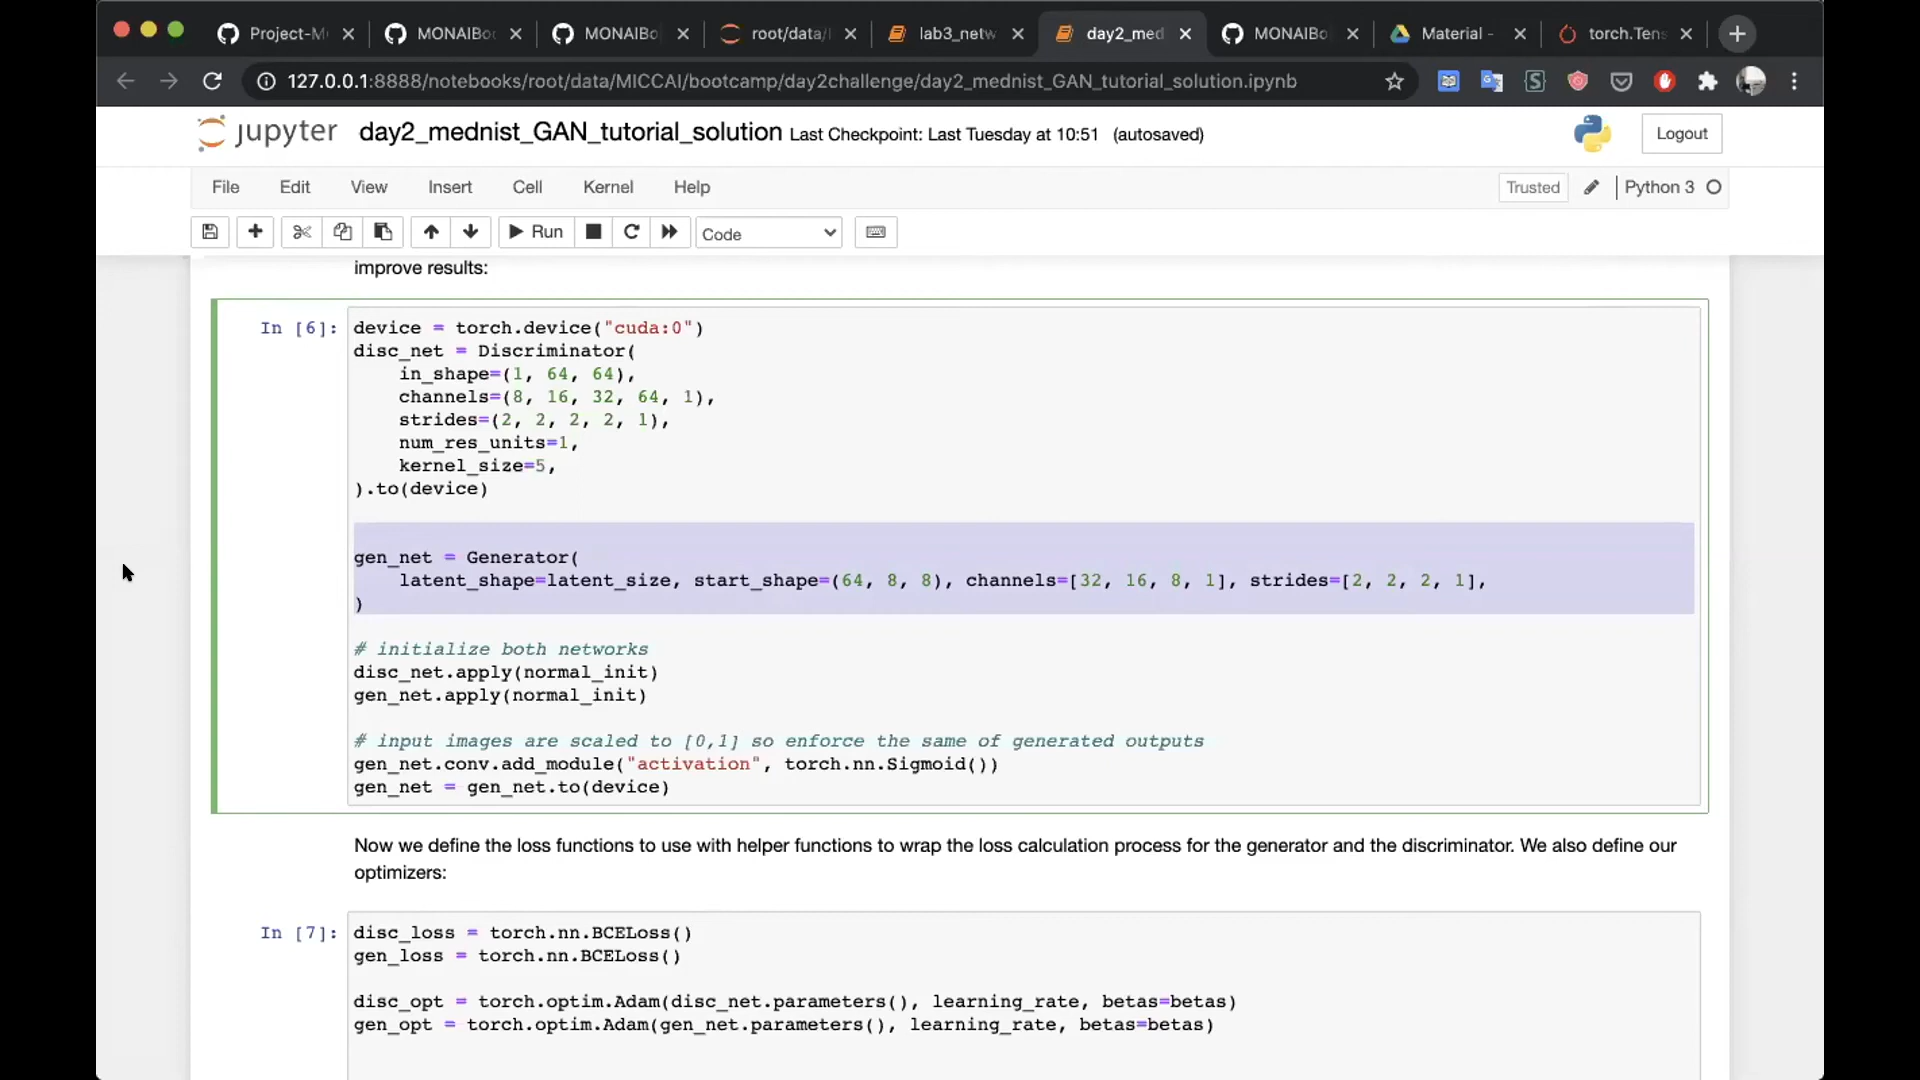 Project-M
MONAIBo
MONAIBo
root/data/
lab3_netw
day2_med
MONAIBo
Material -
torch.Tens
127.0.0.1:8888/notebooks/root/data/MICCAI/bootcamp/day2challenge/day2_mednist_GAN_tutorial_solution.ipynb
jupyter day2_mednist_GAN_tutorial_solution Last Checkpoint: Last Tuesday at 10:51 (autosaved) Logout
File Edit View Insert Cell Kernel Help Trusted Python 3
Run Code
improve results:
In [6]: device = torch.device("cuda:0")
disc_net = Discriminator(
    in_shape=(1, 64, 64),
    channels=(8, 16, 32, 64, 1),
    strides=(2, 2, 2, 2, 1),
    num_res_units=1,
    kernel_size=5,
).to(device)
gen_net = Generator(
    latent_shape=latent_size, start_shape=(64, 8, 8), channels=[32, 16, 8, 1], strides=[2, 2, 2, 1],
)
# initialize both networks
disc_net.apply(normal_init)
gen_net.apply(normal_init)
# input images are scaled to [0,1] so enforce the same of generated outputs
gen_net.conv.add_module("activation", torch.nn.Sigmoid())
gen_net = gen_net.to(device)
Now we define the loss functions to use with helper functions to wrap the loss calculation process for the generator and the discriminator. We also define our
optimizers:
In [7]: disc_loss = torch.nn.BCELoss()
gen_loss = torch.nn.BCELoss()
disc_opt = torch.optim.Adam(disc_net.parameters(), learning_rate, betas=betas)
gen_opt = torch.optim.Adam(gen_net.parameters(), learning_rate, betas=betas)